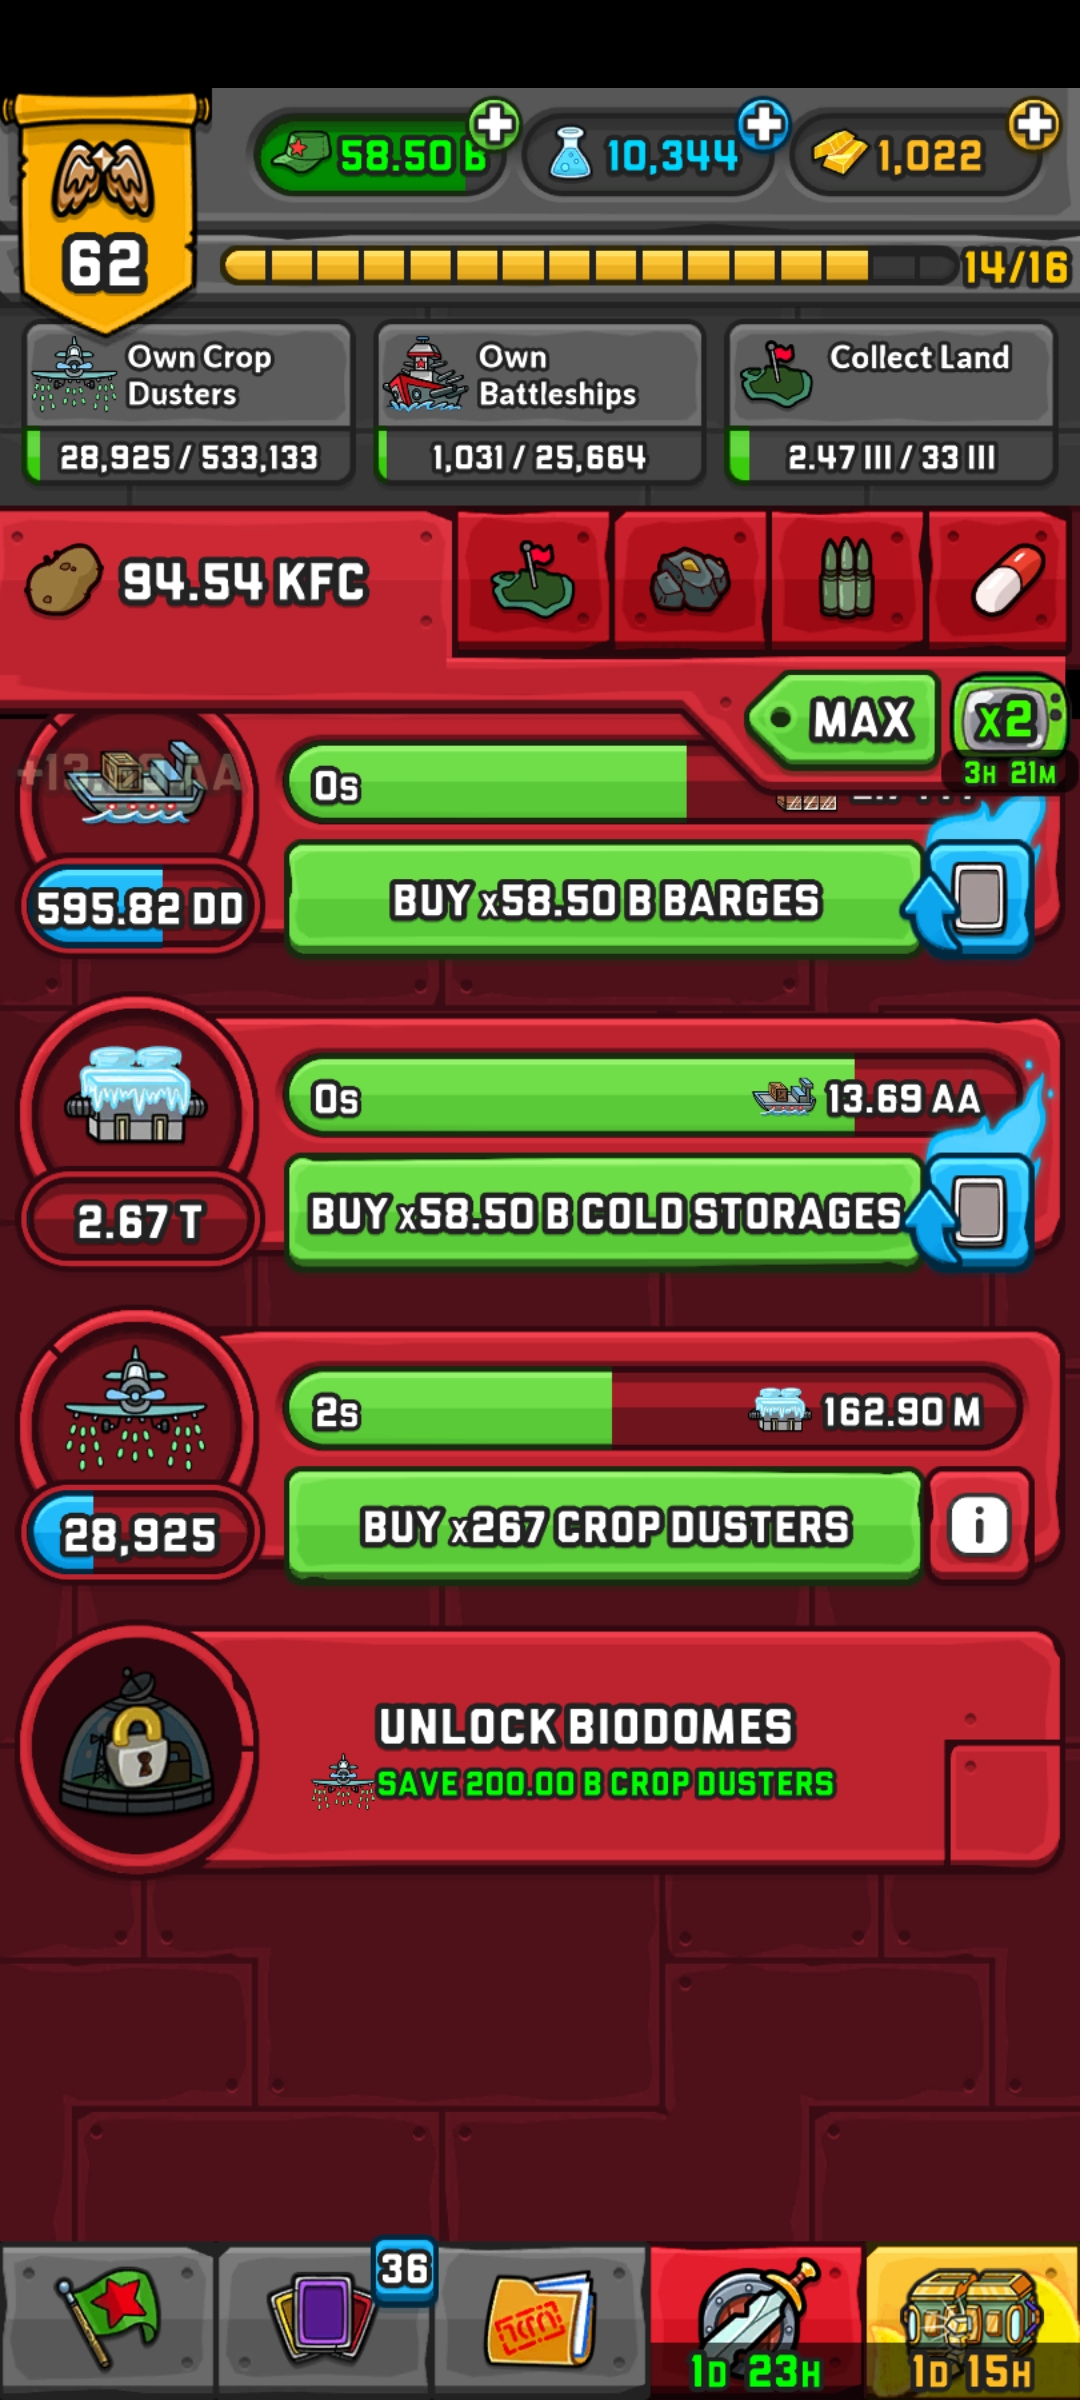 58.50 B
10,344
1,022
62
14/16
Own Crop
Dusters
28,925 / 533,133
Own
Battleships
1,031 / 25,664
Collect Land
2.47 III / 33 III
94.54 KFC
MAX
x2
3H 21M
0s
595.82 DD
BUY x58.50 B BARGES
0s
13.69 AA
2.67 T
BUY x58.50 B COLD STORAGES
2s
162.90 M
28,925
BUY x267 CROP DUSTERS
i
UNLOCK BIODOMES
SAVE 200.00 B CROP DUSTERS
36
1D 23H
1D 15H